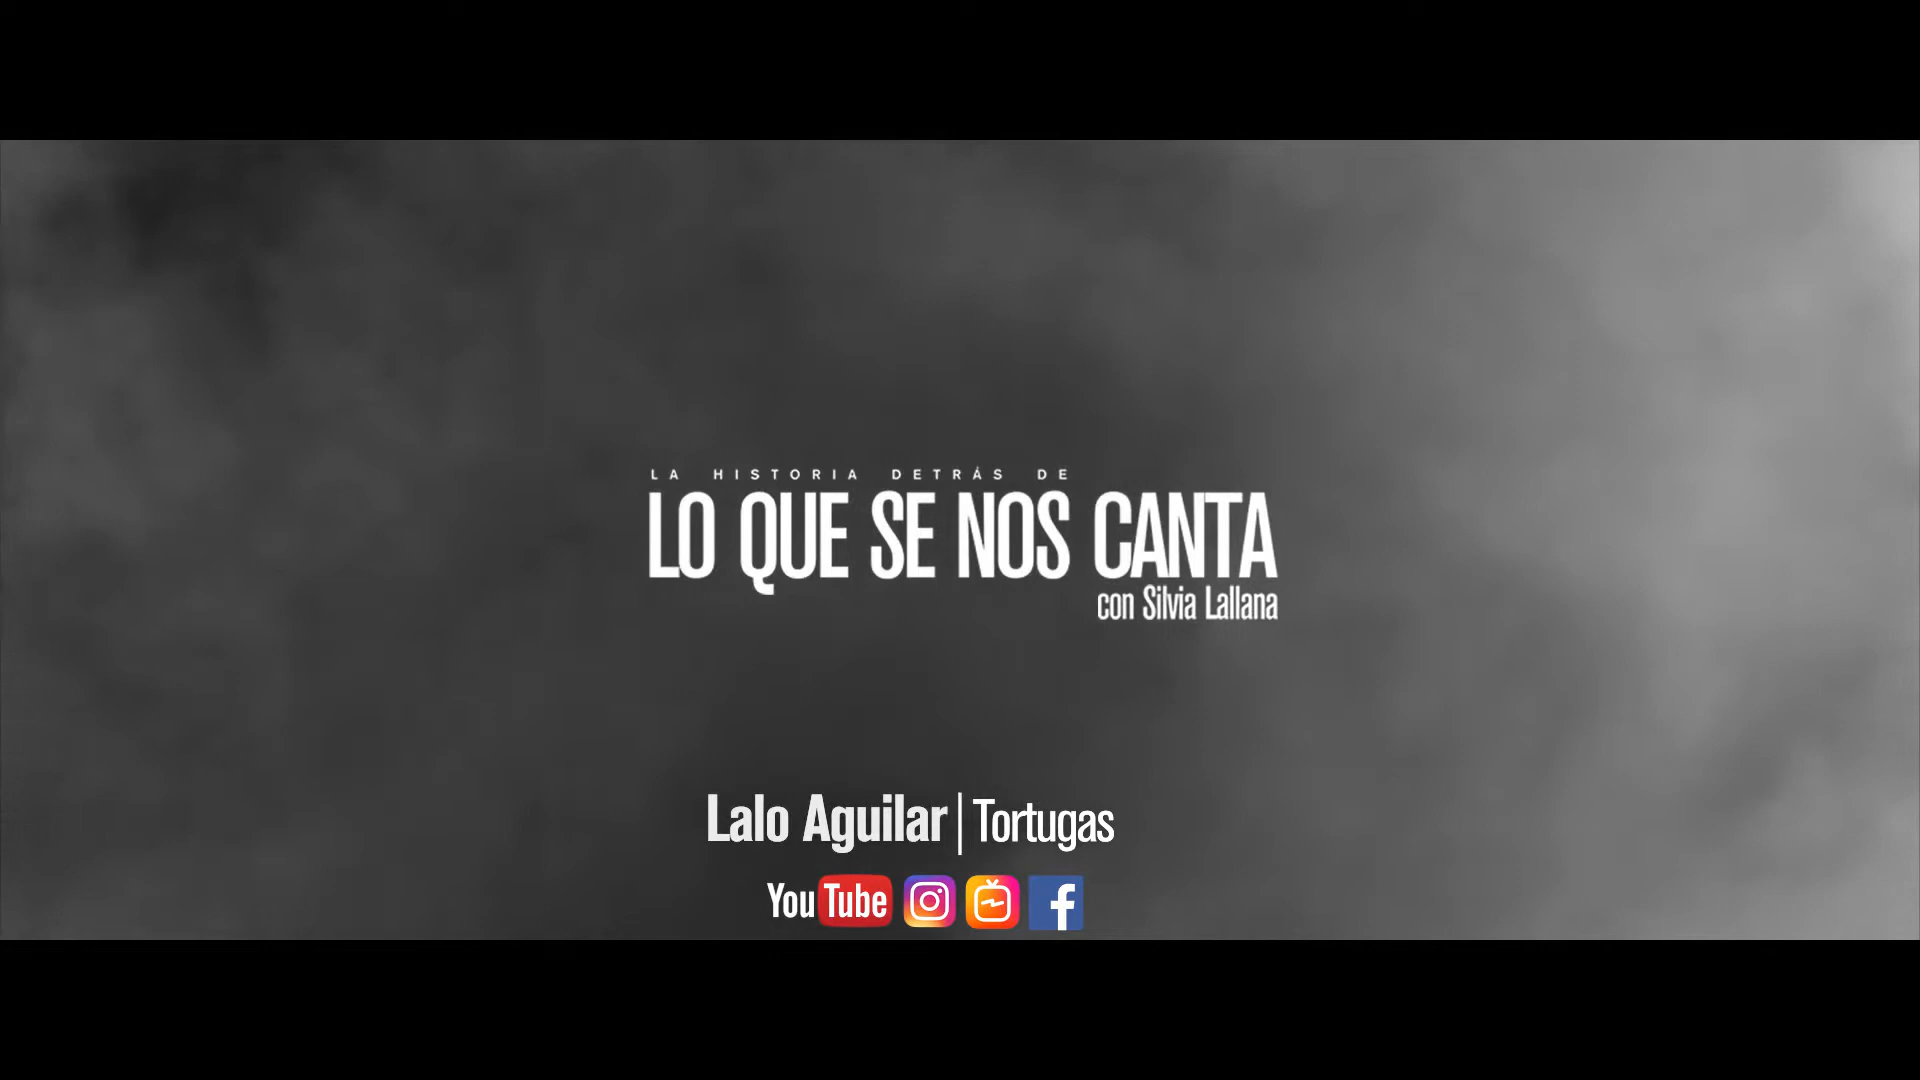 LA HISTORIA DETRÁS DE
LO QUE SE NOS CANTA
con Silvia Lallana
Lalo Aguilar | Tortugas
YouTube